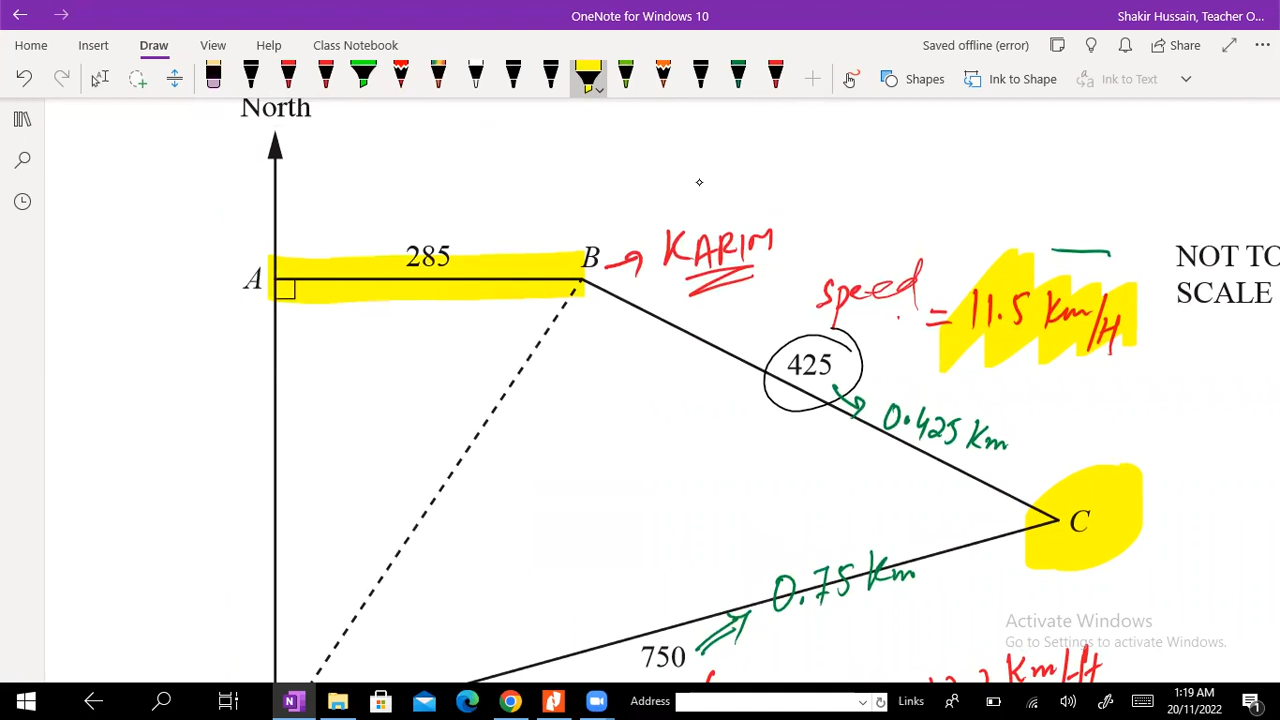 OneNote for Windows 10
Shakir Hussain, Teacher O...
Home Insert Draw View Help Class Notebook
Saved offline (error)
Share
Shapes
Ink to Shape
Ink to Text
North
A
285
B
KARIM
speed
= 11.5 Km/H
NOT TO
SCALE
425
0.425 Km
C
0.75 Km
750
Km/H
Activate Windows
Go to Settings to activate Windows.
Address
Links
1:19 AM
20/11/2022